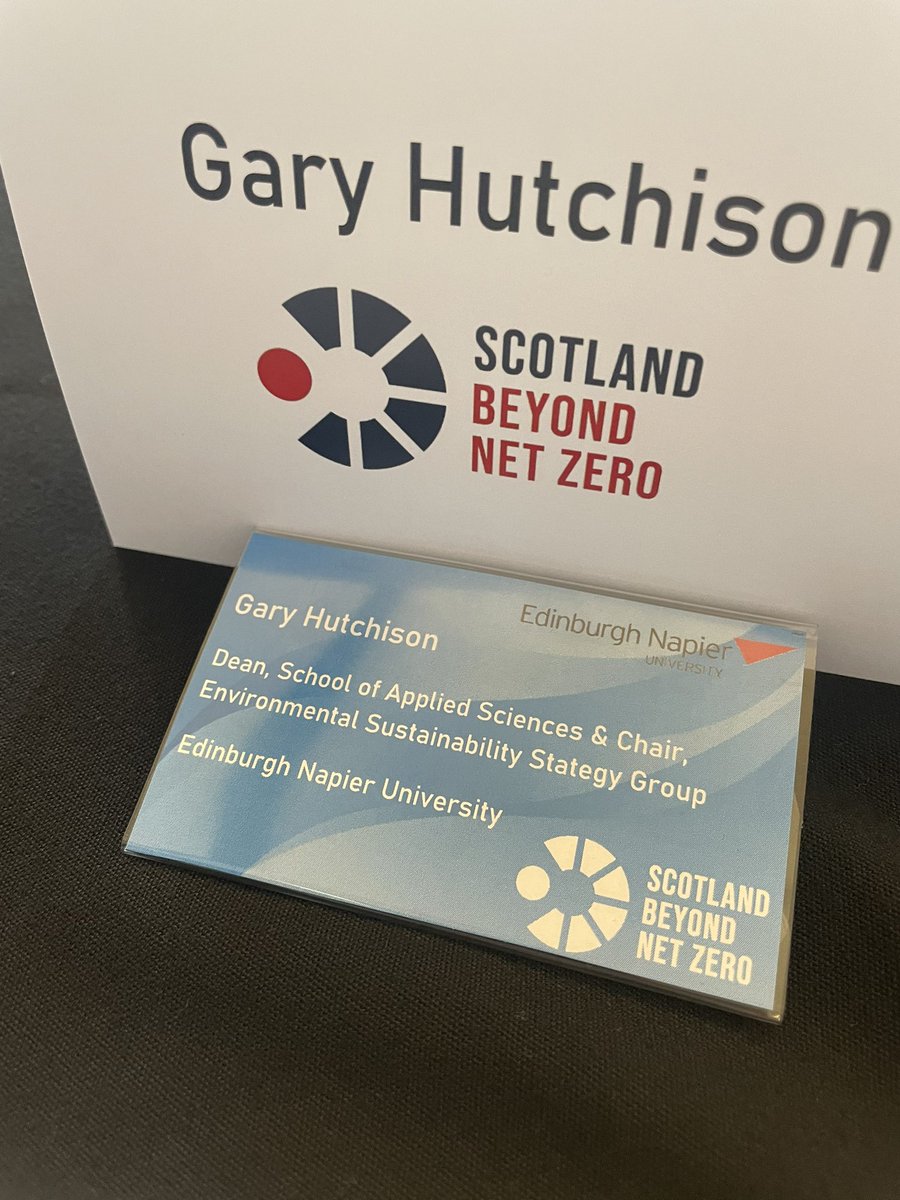 Gary Hutchison
SCOTLAND
BEYOND
NET ZERO
Gary Hutchison
Edinburgh Napier
UNIVERSITY
Dean, School of Applied Sciences & Chair,
Environmental Sustainability Stategy Group
Edinburgh Napier University
SCOTLAND
BEYOND
NET ZERO